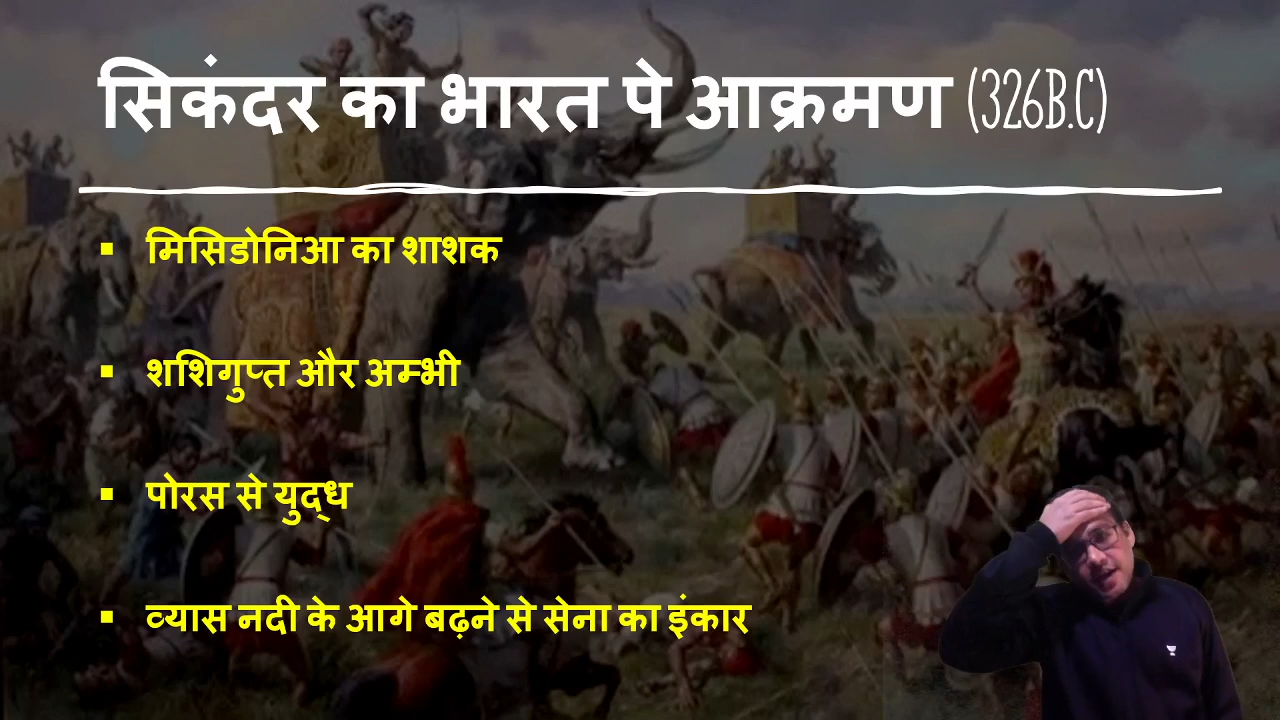 सिकंदर का भारत पे आक्रमण (326B.C)
▪ मिसिडोनिआ का शाशक
▪ शशिगुप्त और अम्भी
▪ पोरस से युद्ध
▪ व्यास नदी के आगे बढ़ने से सेना का इंकार